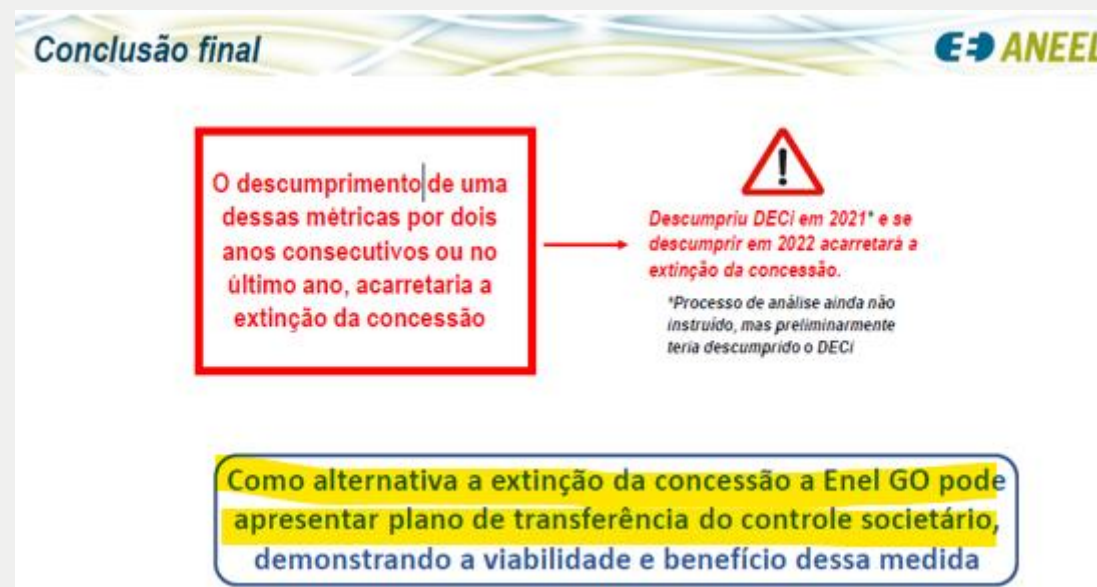 Conclusão final
ANEEL
O descumprimento de uma
dessas métricas por dois
anos consecutivos ou no
último ano, acarretaria a
extinção da concessão
Descumpriu DECi em 2021* e se
descumprir em 2022 acarretará a
extinção da concessão.
*Processo de análise ainda não
instruído, mas preliminarmente
teria descumprido o DECi
Como alternativa a extinção da concessão a Enel GO pode
apresentar plano de transferência do controle societário,
demonstrando a viabilidade e benefício dessa medida